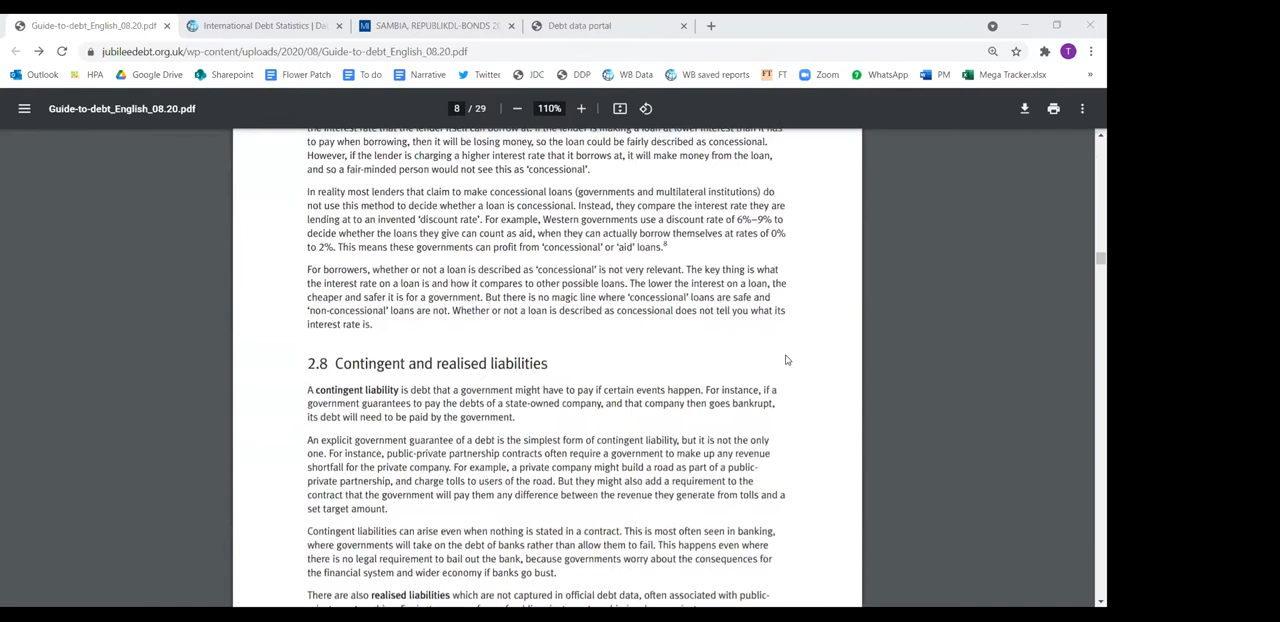 Guide-to-debt_English_08.20.pdf
International Debt Statistics | Da
SAMBIA, REPUBLIKDL-BONDS 20
Debt data portal
jubileedebt.org.uk/wp-content/uploads/2020/08/Guide-to-debt_English_08.20.pdf
T
Outlook HPA Google Drive Sharepoint Flower Patch To do Narrative Twitter JDC DDP WB Data WB saved reports FT FT Zoom WhatsApp PM Mega Tracker.xlsx »
Guide-to-debt_English_08.20.pdf
8 / 29
110%
the interest rate that the lender itself can borrow at. If the lender is making a loan at lower interest than it has
to pay when borrowing, then it will be losing money, so the loan could be fairly described as concessional.
However, if the lender is charging a higher interest rate that it borrows at, it will make money from the loan,
and so a fair-minded person would not see this as ‘concessional’.
In reality most lenders that claim to make concessional loans (governments and multilateral institutions) do
not use this method to decide whether a loan is concessional. Instead, they compare the interest rate they are
lending at to an invented ‘discount rate’. For example, Western governments use a discount rate of 6%–9% to
decide whether the loans they give can count as aid, when they can actually borrow themselves at rates of 0%
to 2%. This means these governments can profit from ‘concessional’ or ‘aid’ loans.8
For borrowers, whether or not a loan is described as ‘concessional’ is not very relevant. The key thing is what
the interest rate on a loan is and how it compares to other possible loans. The lower the interest on a loan, the
cheaper and safer it is for a government. But there is no magic line where ‘concessional’ loans are safe and
‘non-concessional’ loans are not. Whether or not a loan is described as concessional does not tell you what its
interest rate is.
2.8 Contingent and realised liabilities
A contingent liability is debt that a government might have to pay if certain events happen. For instance, if a
government guarantees to pay the debts of a state-owned company, and that company then goes bankrupt,
its debt will need to be paid by the government.
An explicit government guarantee of a debt is the simplest form of contingent liability, but it is not the only
one. For instance, public-private partnership contracts often require a government to make up any revenue
shortfall for the private company. For example, a private company might build a road as part of a public-
private partnership, and charge tolls to users of the road. But they might also add a requirement to the
contract that the government will pay them any difference between the revenue they generate from tolls and a
set target amount.
Contingent liabilities can arise even when nothing is stated in a contract. This is most often seen in banking,
where governments will take on the debt of banks rather than allow them to fail. This happens even where
there is no legal requirement to bail out the bank, because governments worry about the consequences for
the financial system and wider economy if banks go bust.
There are also realised liabilities which are not captured in official debt data, often associated with public-